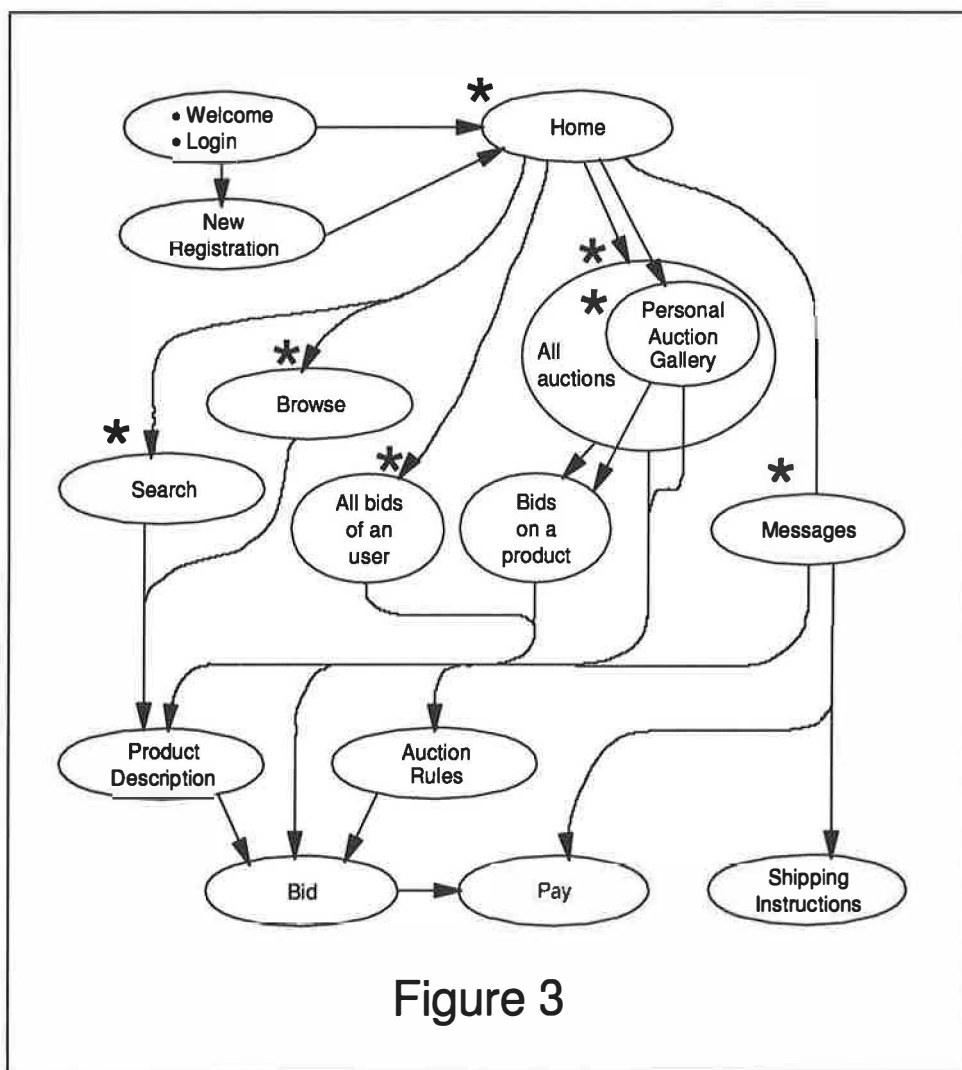 • Welcome
• Login
*
Home
New
Registration
*
*
Personal
Auction
Gallery
All
auctions
*
Browse
*
Search
*
All bids
of an
user
Bids
on a
product
*
Messages
Product
Description
Auction
Rules
Bid
Pay
Shipping
Instructions
Figure 3